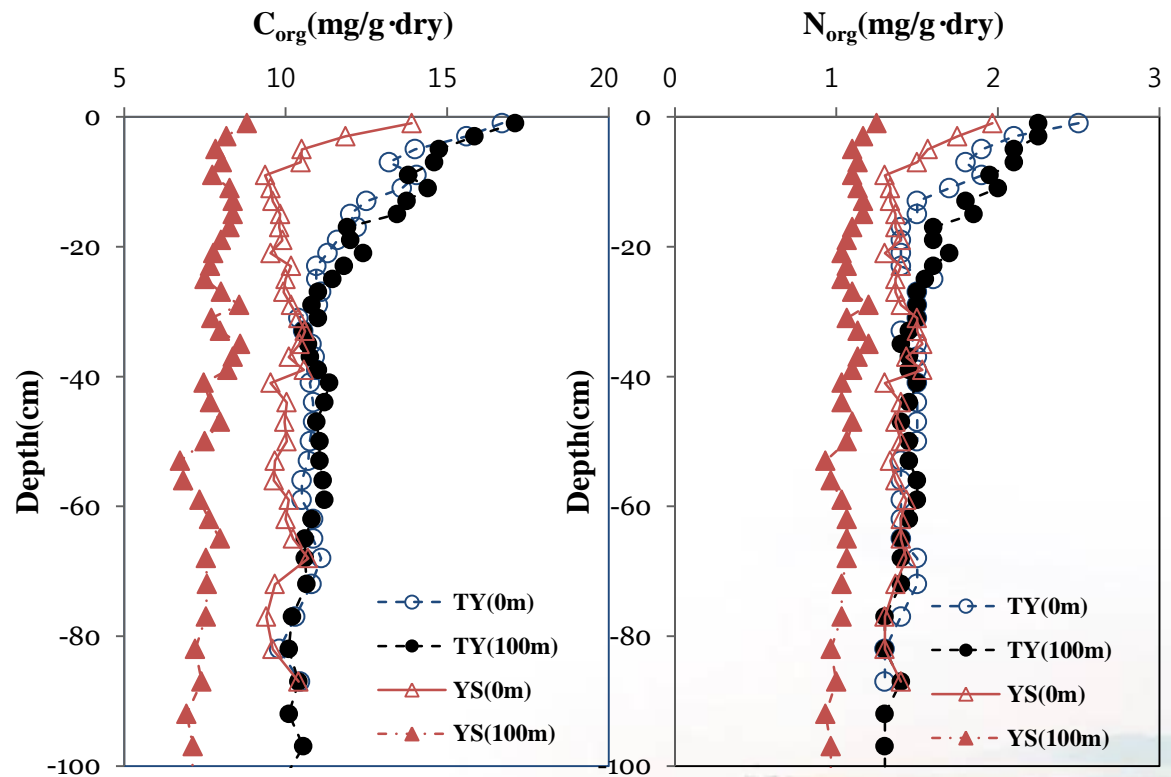 C_org(mg/g·dry)
5 10 15 20
0
-20
-40
-60
-80
-100
Depth(cm)
TY(0m)
TY(100m)
YS(0m)
YS(100m)
N_org(mg/g·dry)
0 1 2 3
0
-20
-40
-60
-80
-100
Depth(cm)
TY(0m)
TY(100m)
YS(0m)
YS(100m)